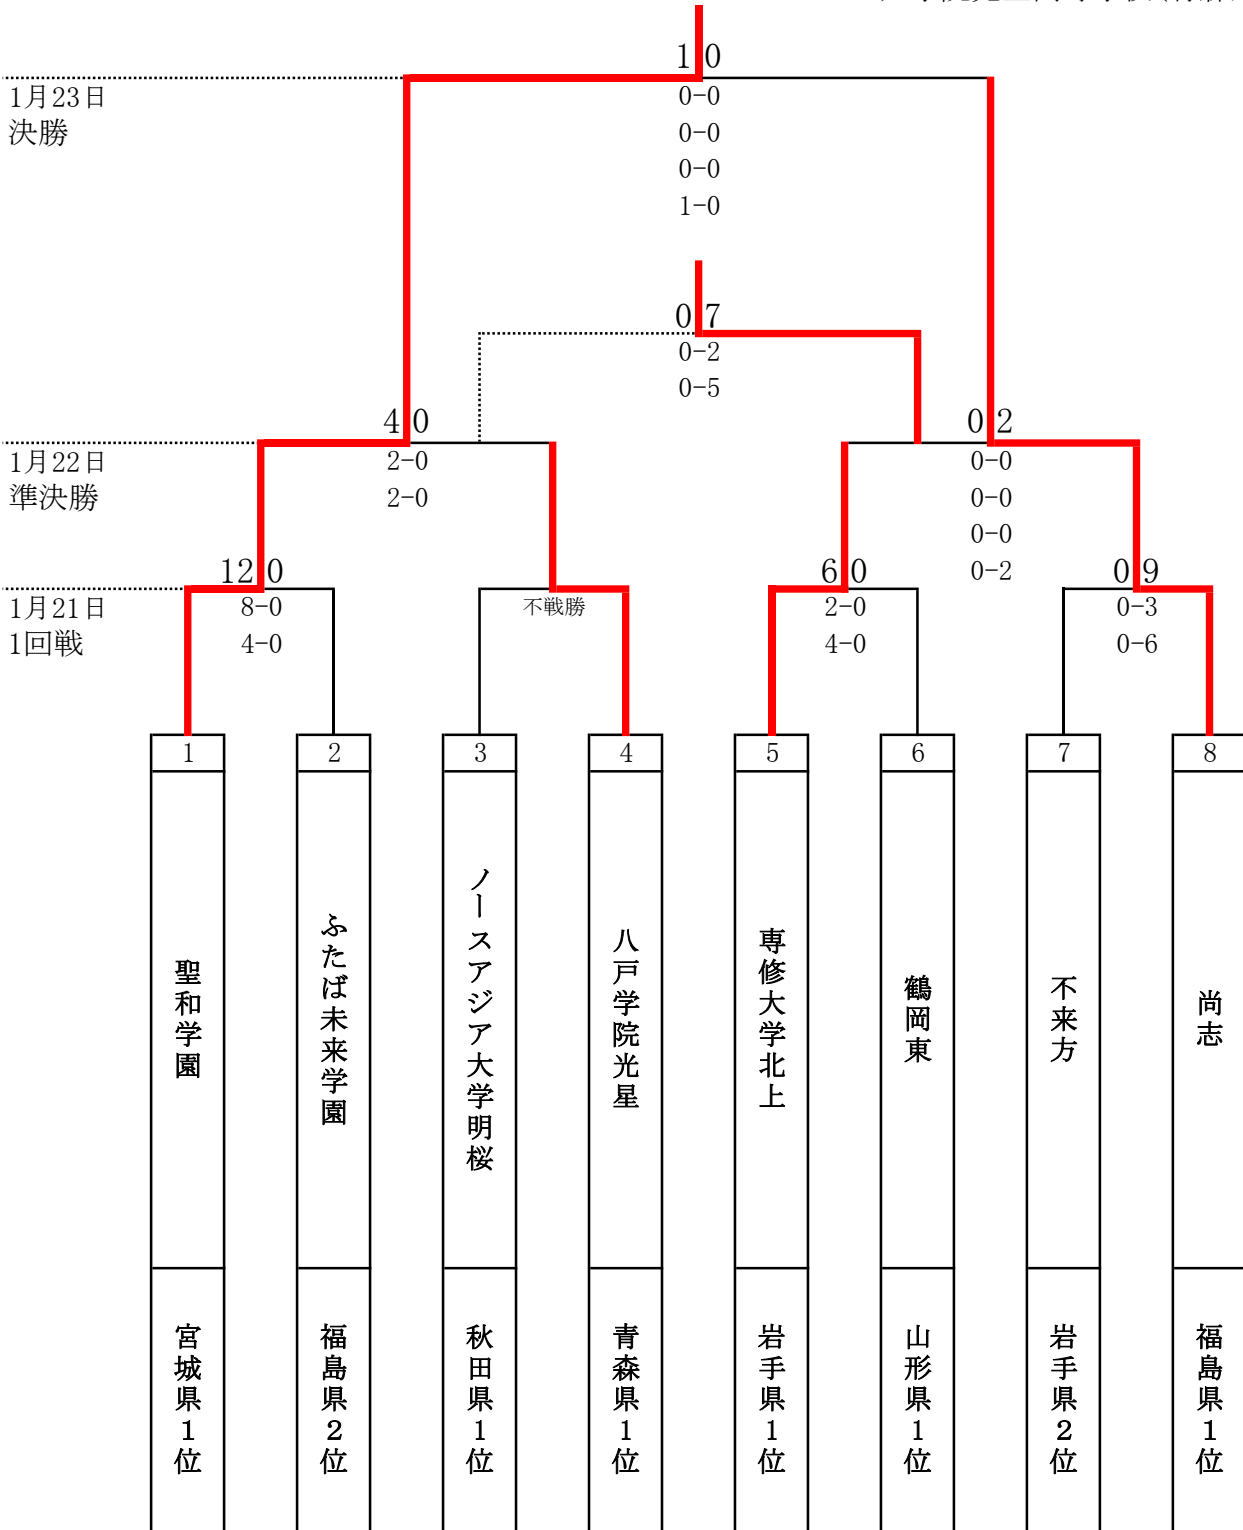 1 0
1月23日
決勝
0-0
0-0
0-0
1-0
0 7
0-2
0-5
4 0
0 2
1月22日
準決勝
2-0
2-0
0-0
0-0
0-0
0-2
12 0
6 0
0 9
1月21日
1回戦
8-0
4-0
不戦勝
2-0
4-0
0-3
0-6
1 2 3 4 5 6 7 8
聖和学園
ふたば未来学園
ノースアジア大学明桜
八戸学院光星
専修大学北上
鶴岡東
不来方
尚志
宮城県1位
福島県2位
秋田県1位
青森県1位
岩手県1位
山形県1位
岩手県2位
福島県1位